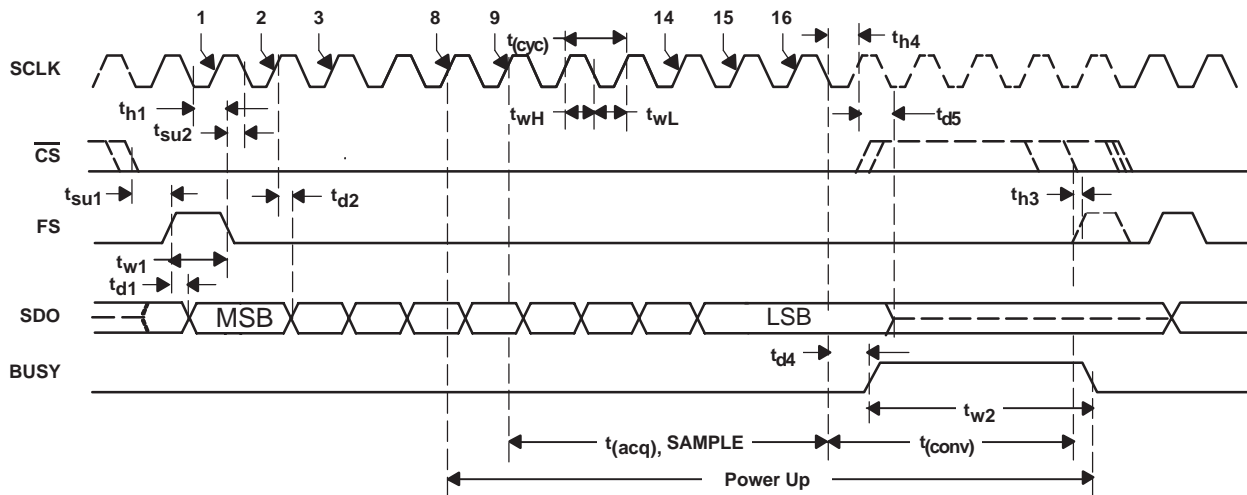 1 2 3 8 9 14 15 16
t(cyc)
th4
SCLK
th1
twH twL
td5
tsu2
CS
tsu1
td2
th3
FS
tw1
td1
SDO
MSB
LSB
td4
BUSY
tw2
t(acq), SAMPLE
t(conv)
Power Up